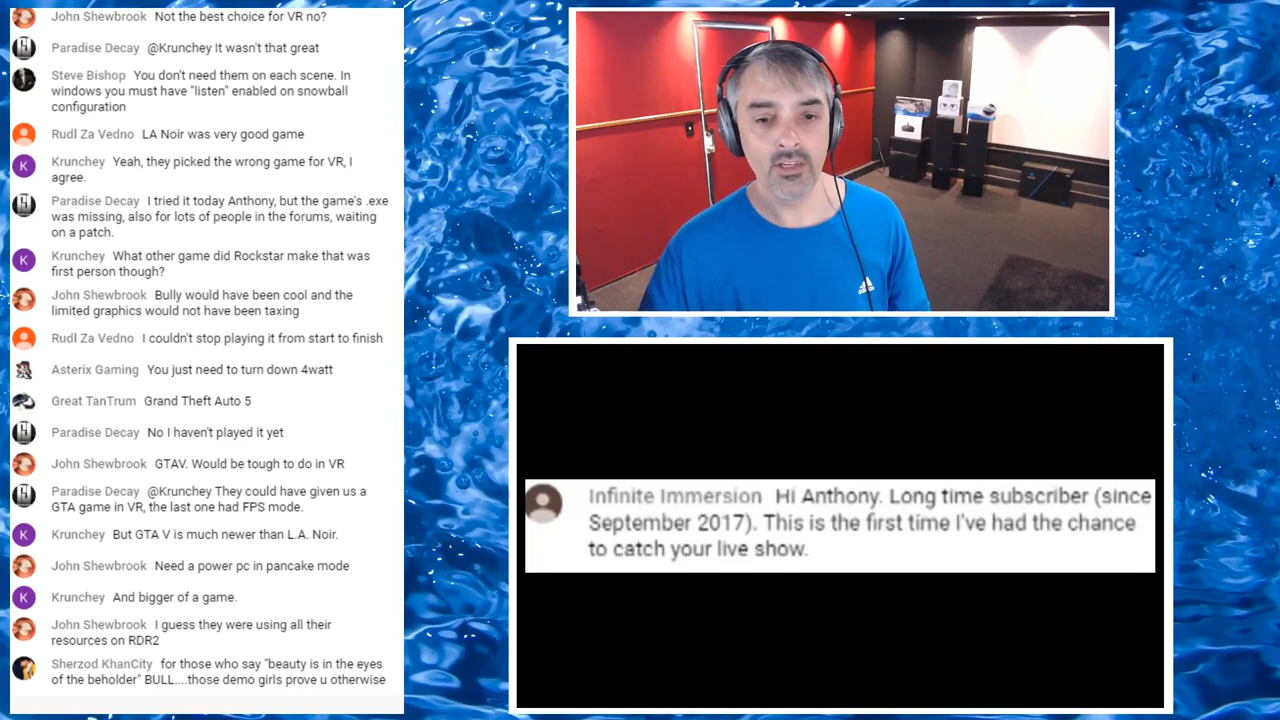 John Shewbrook Not the best choice for VR no?
Paradise Decay @Krunchey It wasn't that great
Steve Bishop You don't need them on each scene. In
windows you must have "listen" enabled on snowball
configuration
Rudl Za Vedno LA Noir was very good game
K
Krunchey Yeah, they picked the wrong game for VR, I
agree.
Paradise Decay I tried it today Anthony, but the game's .exe
was missing, also for lots of people in the forums, waiting
on a patch.
K
Krunchey What other game did Rockstar make that was
first person though?
John Shewbrook Bully would have been cool and the
limited graphics would not have been taxing
Rudl Za Vedno I couldn't stop playing it from start to finish
Asterix Gaming You just need to turn down 4watt
Great TanTrum Grand Theft Auto 5
Paradise Decay No I haven't played it yet
John Shewbrook GTAV. Would be tough to do in VR
Paradise Decay @Krunchey They could have given us a
GTA game in VR, the last one had FPS mode.
K
Krunchey But GTA V is much newer than L.A. Noir.
John Shewbrook Need a power pc in pancake mode
K
Krunchey And bigger of a game.
John Shewbrook I guess they were using all their
resources on RDR2
Sherzod KhanCity for those who say "beauty is in the eyes
of the beholder" BULL....those demo girls prove u otherwise
Infinite Immersion Hi Anthony. Long time subscriber (since
September 2017). This is the first time I've had the chance
to catch your live show.